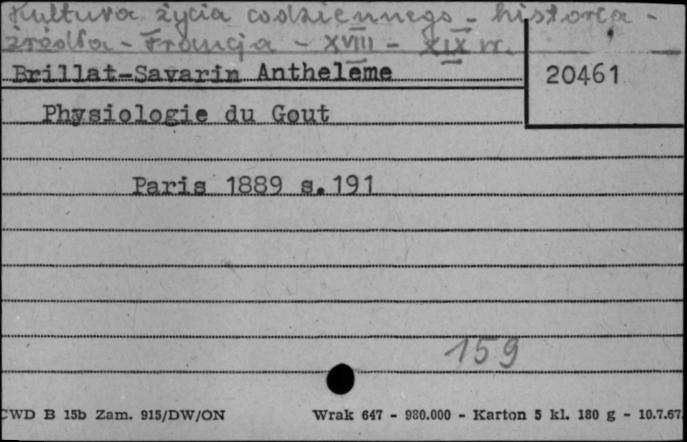 Kultura życia codziennego - historia -
źródła - Francja - XVIII - XIX w.
Brillat-Savarin Anthelème
20461
Physiologie du Gout
Paris 1889 s.191
159
CWD B 15b Zam. 915/DW/ON Wrak 647 - 980.000 - Karton 5 kl. 180 g - 10.7.67